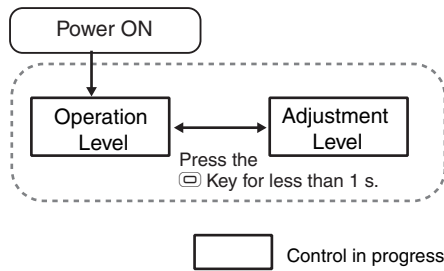 Power ON
Operation
Level
Adjustment
Level
Press the
Key for less than 1 s.
Control in progress